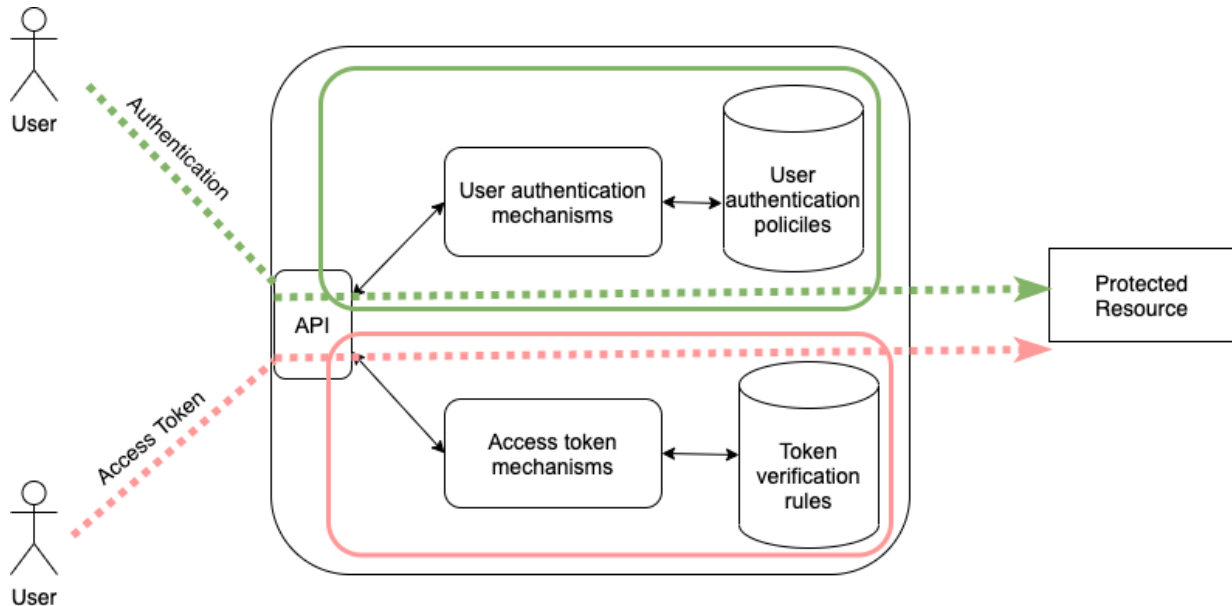 User
Authentication
User authentication
mechanisms
User
authentication
policiles
Protected
Resource
API
Access Token
Access token
mechanisms
Token
verification
rules
User